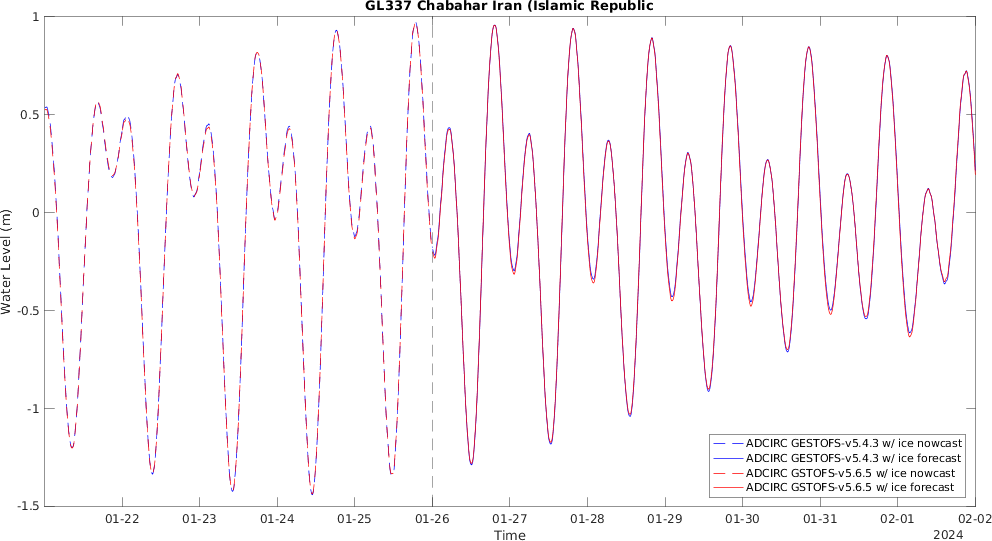 GL337 Chabahar Iran (Islamic Republic
Water Level (m)
1
0.5
0
-0.5
-1
-1.5
01-22 01-23 01-24 01-25 01-26 01-27 01-28 01-29 01-30 01-31 02-01 02-02
Time
2024
ADCIRC GESTOFS-v5.4.3 w/ ice nowcast
ADCIRC GESTOFS-v5.4.3 w/ ice forecast
ADCIRC GSTOFS-v5.6.5 w/ ice nowcast
ADCIRC GSTOFS-v5.6.5 w/ ice forecast